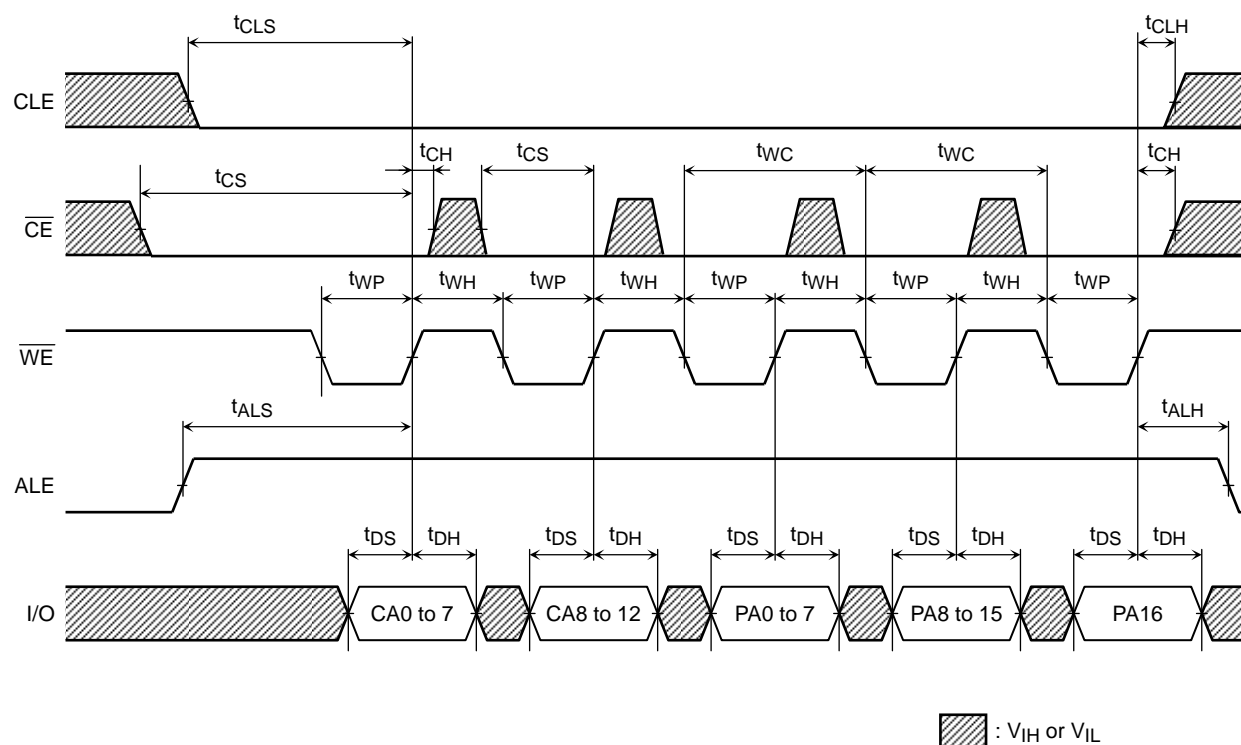 tCLS tCLH
CLE
tCH tCS tWC tWC tCH
tCS
CE
tWP tWH tWP tWH tWP tWH tWP tWH tWP
WE
tALS tALH
ALE
tDS tDH tDS tDH tDS tDH tDS tDH tDS tDH
I/O CA0 to 7 CA8 to 12 PA0 to 7 PA8 to 15 PA16
: VIH or VIL